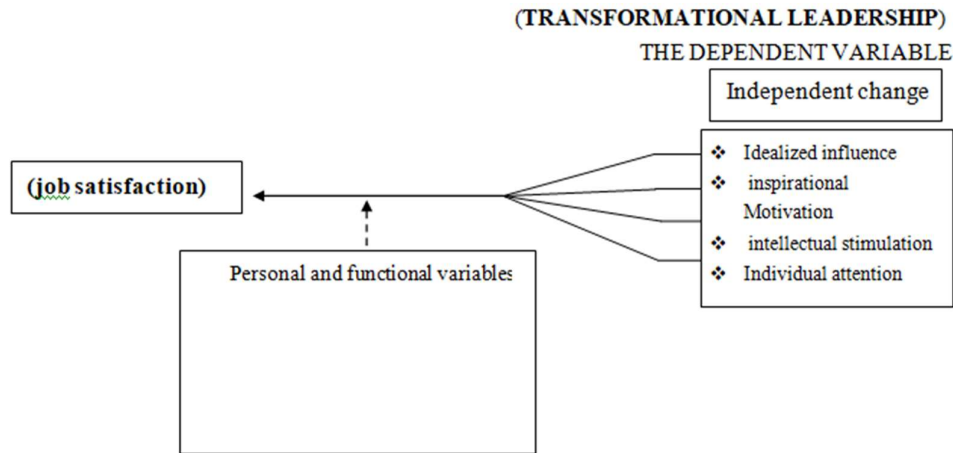 (TRANSFORMATIONAL LEADERSHIP)
THE DEPENDENT VARIABLE
Independent change
❖ Idealized influence
❖ inspirational
Motivation
❖ intellectual stimulation
❖ Individual attention
(job satisfaction)
Personal and functional variables